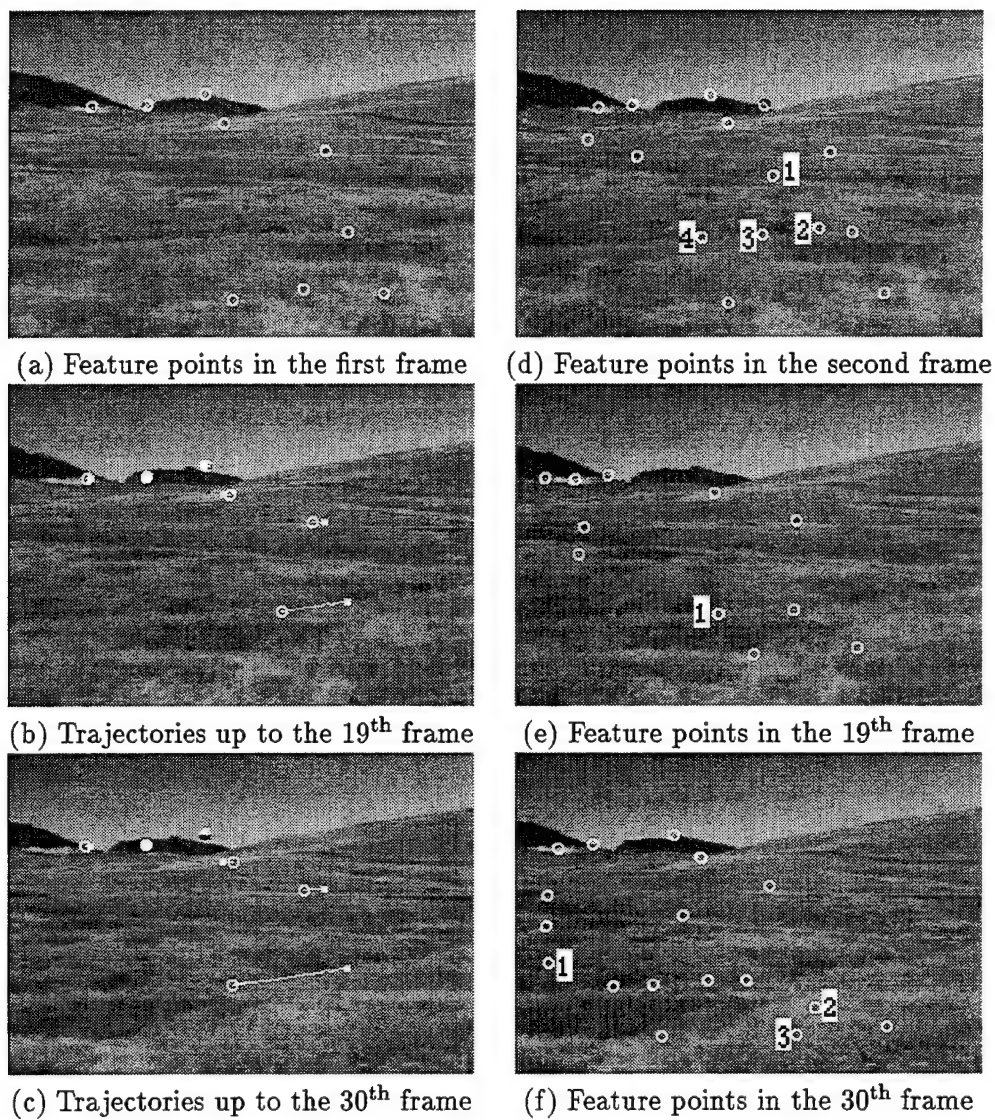 1
4 3 2
(a) Feature points in the first frame
(d) Feature points in the second frame
1
(b) Trajectories up to the 19th frame
(e) Feature points in the 19th frame
1
2
3
(c) Trajectories up to the 30th frame
(f) Feature points in the 30th frame